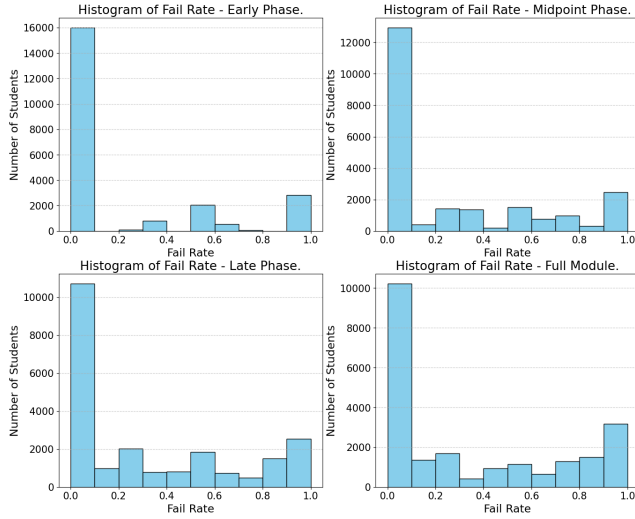 Histogram of Fail Rate - Early Phase.
16000
14000
12000
10000
8000
6000
4000
2000
0
Number of Students
0.0 0.2 0.4 0.6 0.8 1.0
Fail Rate
Histogram of Fail Rate - Midpoint Phase.
12000
10000
8000
6000
4000
2000
0
Number of Students
0.0 0.2 0.4 0.6 0.8 1.0
Fail Rate
Histogram of Fail Rate - Late Phase.
10000
8000
6000
4000
2000
0
Number of Students
0.0 0.2 0.4 0.6 0.8 1.0
Fail Rate
Histogram of Fail Rate - Full Module.
10000
8000
6000
4000
2000
0
Number of Students
0.0 0.2 0.4 0.6 0.8 1.0
Fail Rate